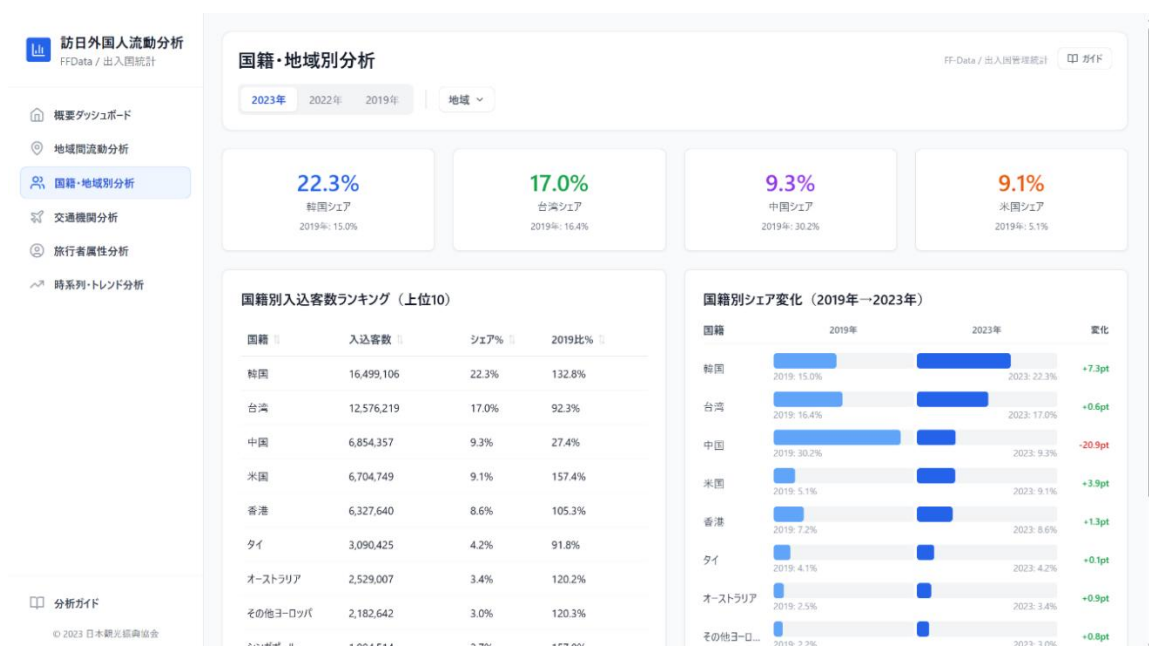 訪日外国人流動分析
FFData / 出入国統計
概要ダッシュボード
地域間流動分析
国籍・地域別分析
交通機関分析
旅行者属性分析
時系列・トレンド分析
分析ガイド
© 2023 日本観光振興協会
国籍・地域別分析
FF-Data / 出入国管理統計
ガイド
2023年 2022年 2019年 地域
22.3%
韓国シェア
2019年: 15.0%
17.0%
台湾シェア
2019年: 16.4%
9.3%
中国シェア
2019年: 30.2%
9.1%
米国シェア
2019年: 5.1%
国籍別入込客数ランキング（上位10）
国籍 入込客数 シェア% 2019比%
韓国 16,499,106 22.3% 132.8%
台湾 12,576,219 17.0% 92.3%
中国 6,854,357 9.3% 27.4%
米国 6,704,749 9.1% 157.4%
香港 6,327,640 8.6% 105.3%
タイ 3,090,425 4.2% 91.8%
オーストラリア 2,529,007 3.4% 120.2%
その他ヨーロッパ 2,182,642 3.0% 120.3%
国籍別シェア変化（2019年→2023年）
国籍 2019年 2023年 変化
韓国 +7.3pt
2019: 15.0% 2023: 22.3%
台湾 +0.6pt
2019: 16.4% 2023: 17.0%
中国 -20.9pt
2019: 30.2% 2023: 9.3%
米国 +3.9pt
2019: 5.1% 2023: 9.1%
香港 +1.3pt
2019: 7.2% 2023: 8.6%
タイ +0.1pt
2019: 4.1% 2023: 4.2%
オーストラリア +0.9pt
2019: 2.5% 2023: 3.4%
その他ヨーロ... +0.8pt
2019: 2.2% 2023: 3.0%